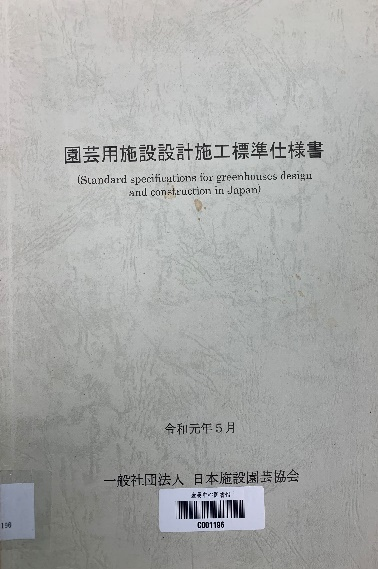 園芸用施設設計施工標準仕様書
(Standard specifications for greenhouses design
and construction in Japan)
令和元年5月
一般社団法人 日本施設園芸協会
C001196
196